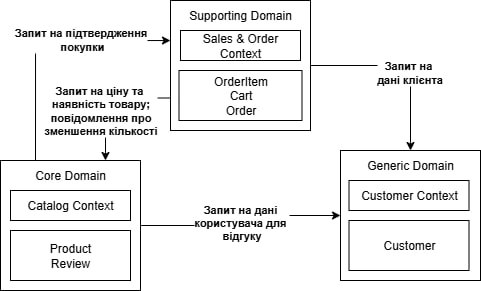 Запит на підтвердження
покупки
Supporting Domain
Sales & Order
Context
OrderItem
Cart
Order
Запит на ціну та
наявність товару;
повідомлення про
зменшення кількості
Запит на
дані клієнта
Core Domain
Catalog Context
Product
Review
Запит на дані
користувача для
відгуку
Generic Domain
Customer Context
Customer